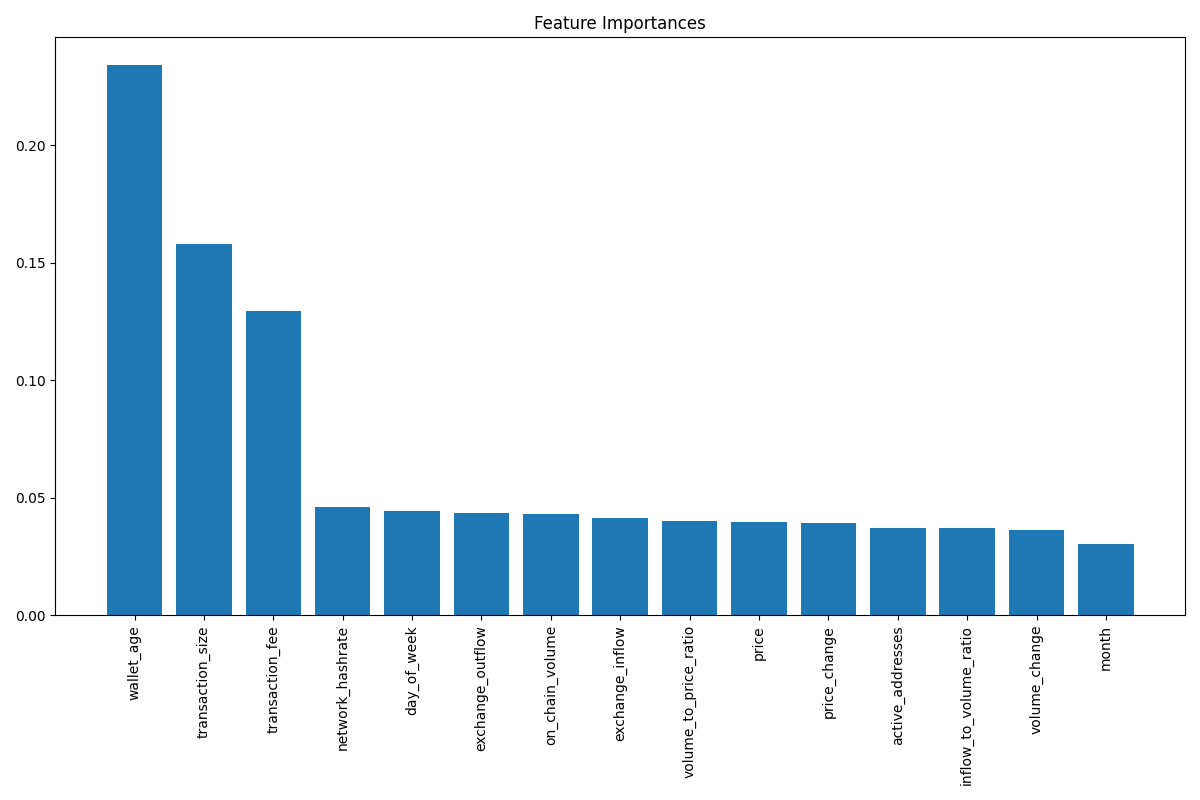 Feature Importances
0.20
0.15
0.10
0.05
0.00
wallet_age
transaction_size
transaction_fee
network_hashrate
day_of_week
exchange_outflow
on_chain_volume
exchange_inflow
volume_to_price_ratio
price
price_change
active_addresses
inflow_to_volume_ratio
volume_change
month